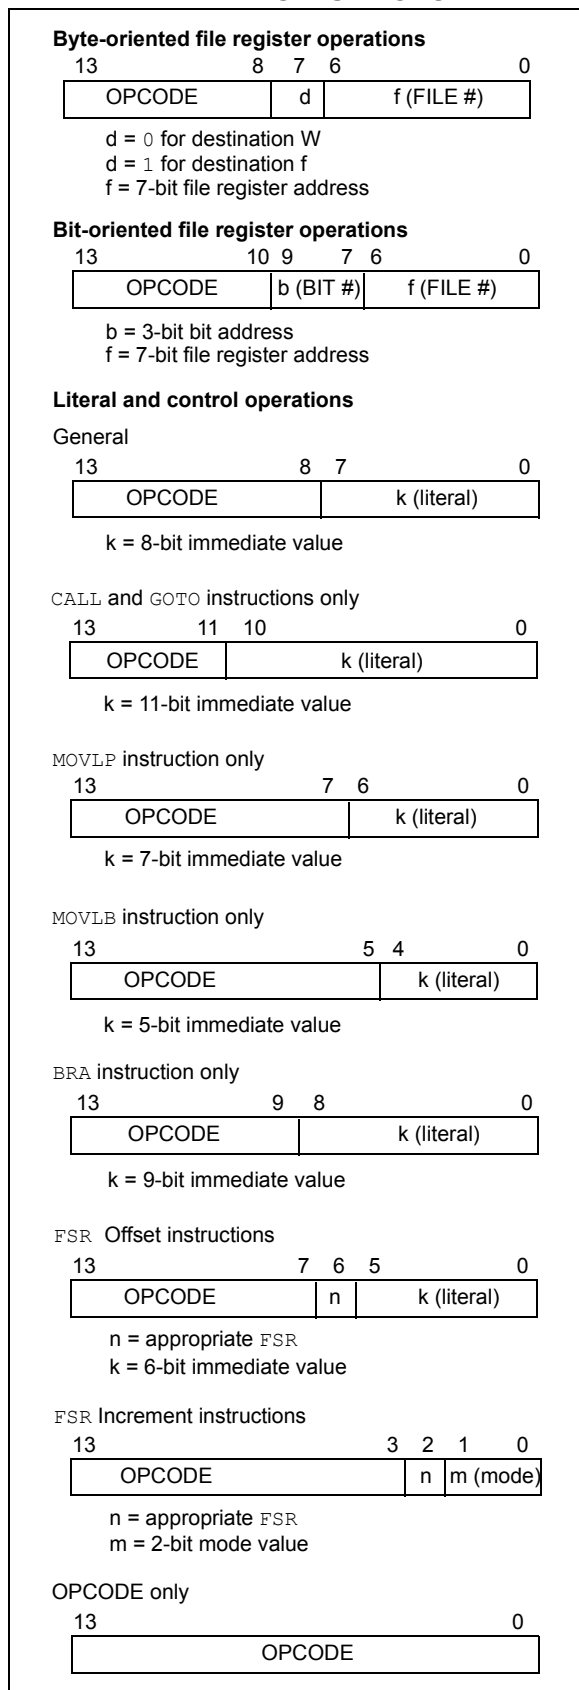 Byte-oriented file register operations
13 8 7 6 0
OPCODE d f (FILE #)
d = 0 for destination W
d = 1 for destination f
f = 7-bit file register address
Bit-oriented file register operations
13 10 9 7 6 0
OPCODE b (BIT #) f (FILE #)
b = 3-bit bit address
f = 7-bit file register address
Literal and control operations
General
13 8 7 0
OPCODE k (literal)
k = 8-bit immediate value
CALL and GOTO instructions only
13 11 10 0
OPCODE k (literal)
k = 11-bit immediate value
MOVLP instruction only
13 7 6 0
OPCODE k (literal)
k = 7-bit immediate value
MOVLB instruction only
13 5 4 0
OPCODE k (literal)
k = 5-bit immediate value
BRA instruction only
13 9 8 0
OPCODE k (literal)
k = 9-bit immediate value
FSR Offset instructions
13 7 6 5 0
OPCODE n k (literal)
n = appropriate FSR
k = 6-bit immediate value
FSR Increment instructions
13 3 2 1 0
OPCODE n m (mode)
n = appropriate FSR
m = 2-bit mode value
OPCODE only
13 0
OPCODE